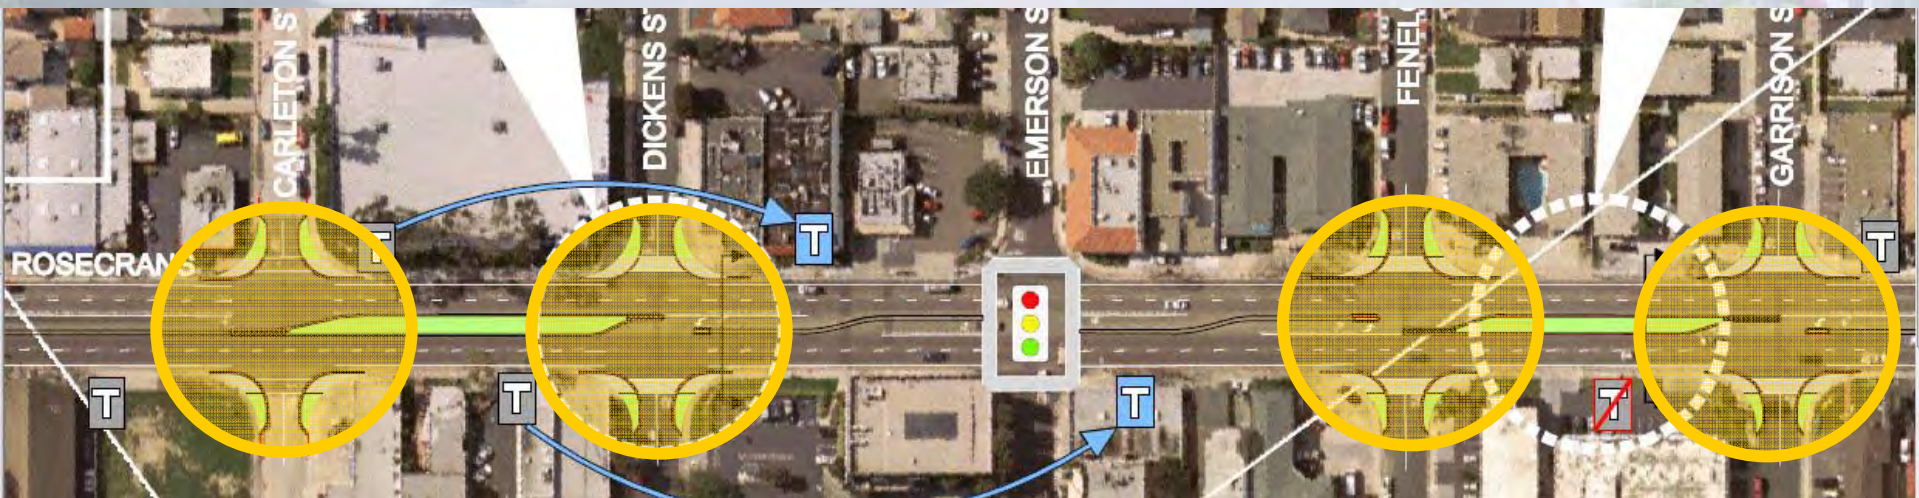 CARLETON S
DICKENS S
EMERSON S
FENEL
GARRISON S
ROSECRANS
T
T
T
T
T
T
T